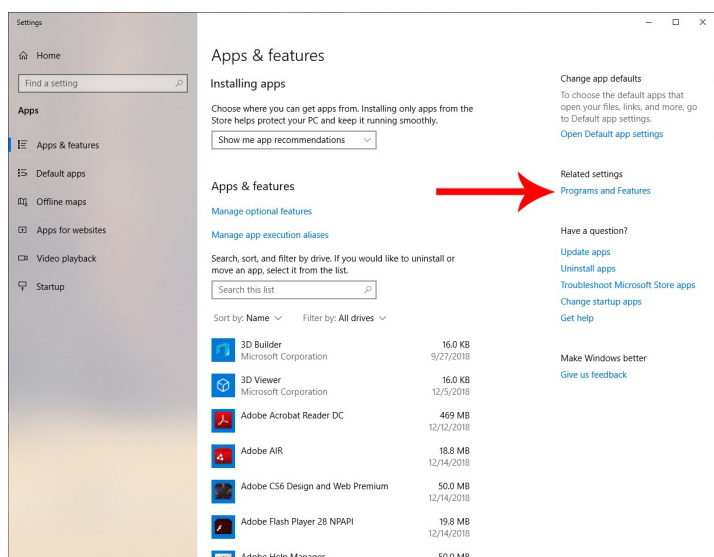 Settings
Home
Find a setting
Apps
Apps & features
Default apps
Offline maps
Apps for websites
Video playback
Startup
Apps & features
Installing apps
Choose where you can get apps from. Installing only apps from the
Store helps protect your PC and keep it running smoothly.
Show me app recommendations
Apps & features
Manage optional features
Manage app execution aliases
Search, sort, and filter by drive. If you would like to uninstall or
move an app, select it from the list.
Search this list
Sort by: Name
Filter by: All drives
3D Builder 16.0 KB
Microsoft Corporation 9/27/2018
3D Viewer 16.0 KB
Microsoft Corporation 12/5/2018
Adobe Acrobat Reader DC 469 MB
12/12/2018
Adobe AIR 18.8 MB
12/14/2018
Adobe CS6 Design and Web Premium 50.0 MB
12/14/2018
Adobe Flash Player 28 NPAPI 19.8 MB
12/14/2018
Adobe Help Manager 50.0 MB
Change app defaults
To choose the default apps that
open your files, links, and more, go
to Default app settings.
Open Default app settings
Related settings
Programs and Features
Have a question?
Update apps
Uninstall apps
Troubleshoot Microsoft Store apps
Change startup apps
Get help
Make Windows better
Give us feedback